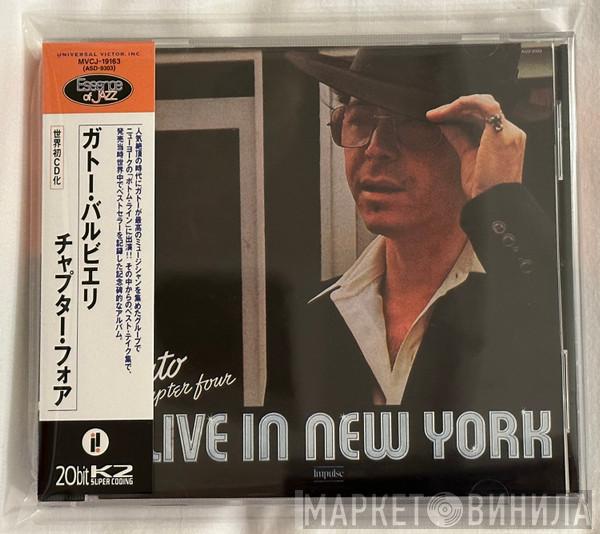 UNIVERSAL VICTOR, INC.
MVCJ-19163
(ASD-9303)
Essence
of JAZZ
世界初CD化
ガトー・バルビエリ
チャプター・フォア
人気絶頂の時代にガトーが最高のミュージシャンを集めたグループで
ニューヨークの「ボトム・ライン」に出演!! その中からのベスト・テイク集で、
発売当時世界中でベストセラーを記録した記念碑的なアルバム。
20bit K2
SUPER CODING
four
LIVE IN NEW YORK
Impulse
МАРКЕТ ВИНИЛА